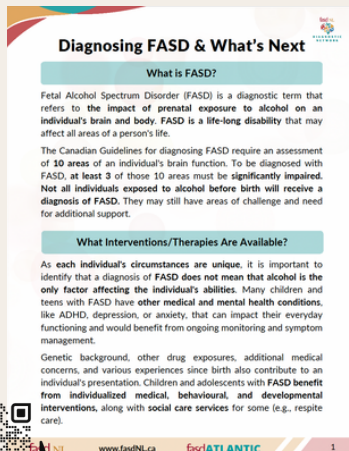 fasdNL
DIAGNOSTIC
NETWORK
Diagnosing FASD & What's Next
What is FASD?
Fetal Alcohol Spectrum Disorder (FASD) is a diagnostic term that
refers to the impact of prenatal exposure to alcohol on an
individual's brain and body. FASD is a life-long disability that may
affect all areas of a person's life.
The Canadian Guidelines for diagnosing FASD require an assessment
of 10 areas of an individual's brain function. To be diagnosed with
FASD, at least 3 of those 10 areas must be significantly impaired.
Not all individuals exposed to alcohol before birth will receive a
diagnosis of FASD. They may still have areas of challenge and need
for additional support.
What Interventions/Therapies Are Available?
As each individual's circumstances are unique, it is important to
identify that a diagnosis of FASD does not mean that alcohol is the
only factor affecting the individual's abilities. Many children and
teens with FASD have other medical and mental health conditions,
like ADHD, depression, or anxiety, that can impact their everyday
functioning and would benefit from ongoing monitoring and symptom
management.
Genetic background, other drug exposures, additional medical
concerns, and various experiences since birth also contribute to an
individual's presentation. Children and adolescents with FASD benefit
from individualized medical, behavioural, and developmental
interventions, along with social care services for some (e.g., respite
care).
fasdNL www.fasdNL.ca fasdATLANTIC 1